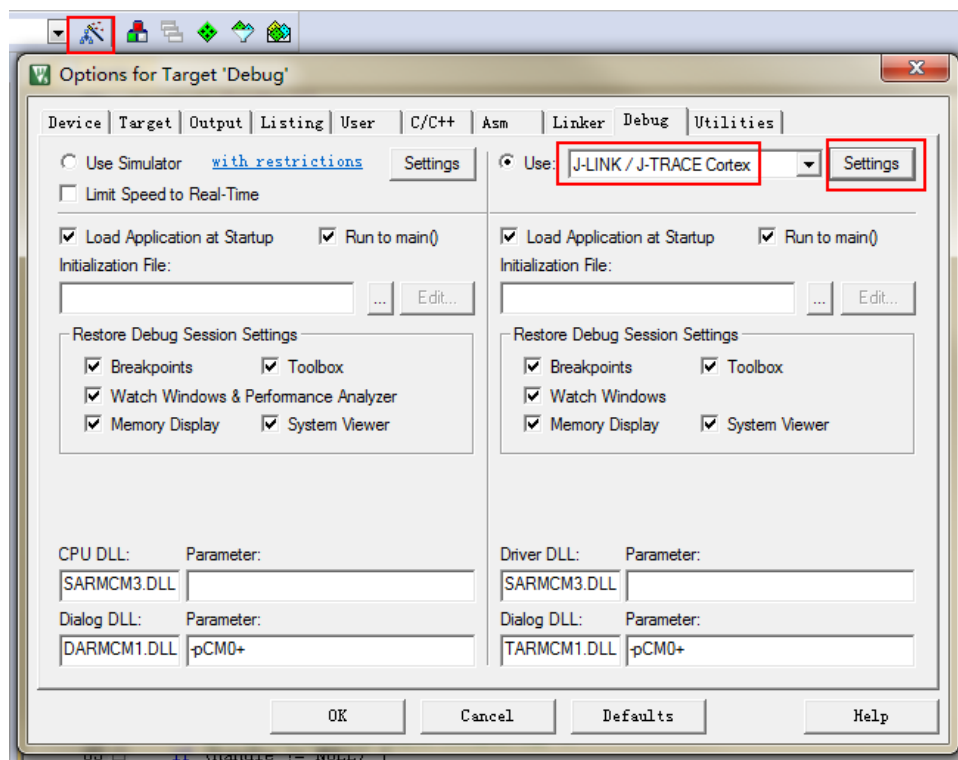 Options for Target 'Debug'
Device Target Output Listing User C/C++ Asm Linker Debug Utilities
Use Simulator with restrictions Settings
Limit Speed to Real-Time
Use: J-LINK / J-TRACE Cortex Settings
Load Application at Startup Run to main()
Initialization File:
... Edit...
Restore Debug Session Settings
Breakpoints Toolbox
Watch Windows & Performance Analyzer
Memory Display System Viewer
Load Application at Startup Run to main()
Initialization File:
... Edit...
Restore Debug Session Settings
Breakpoints Toolbox
Watch Windows
Memory Display System Viewer
CPU DLL: Parameter:
SARMCM3.DLL
Dialog DLL: Parameter:
DARMCM1.DLL -pCM0+
Driver DLL: Parameter:
SARMCM3.DLL
Dialog DLL: Parameter:
TARMCM1.DLL -pCM0+
OK Cancel Defaults Help